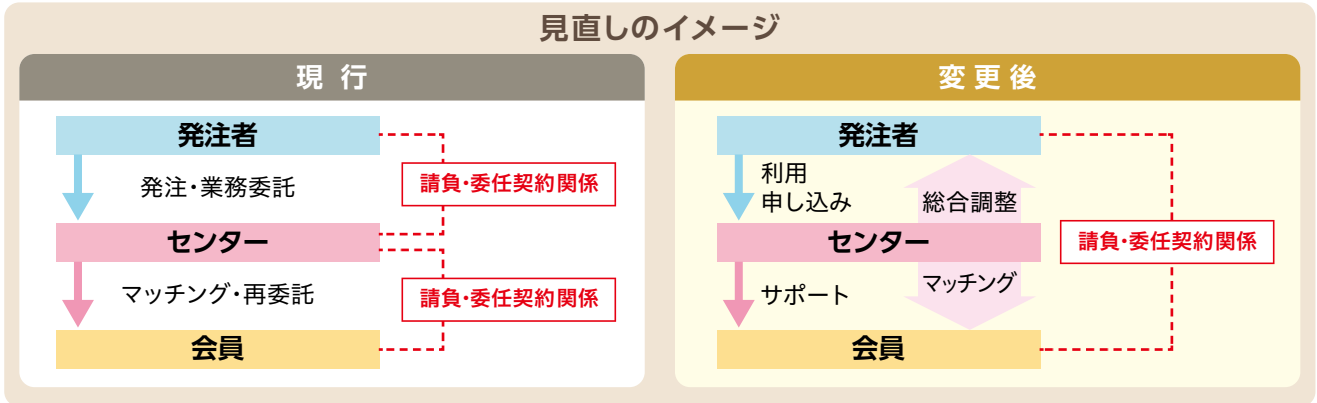 見直しのイメージ
現行
発注者
発注・業務委託
請負・委任契約関係
センター
マッチング・再委託
請負・委任契約関係
会員
変更後
発注者
利用
申し込み
総合調整
センター
請負・委任契約関係
サポート
マッチング
会員